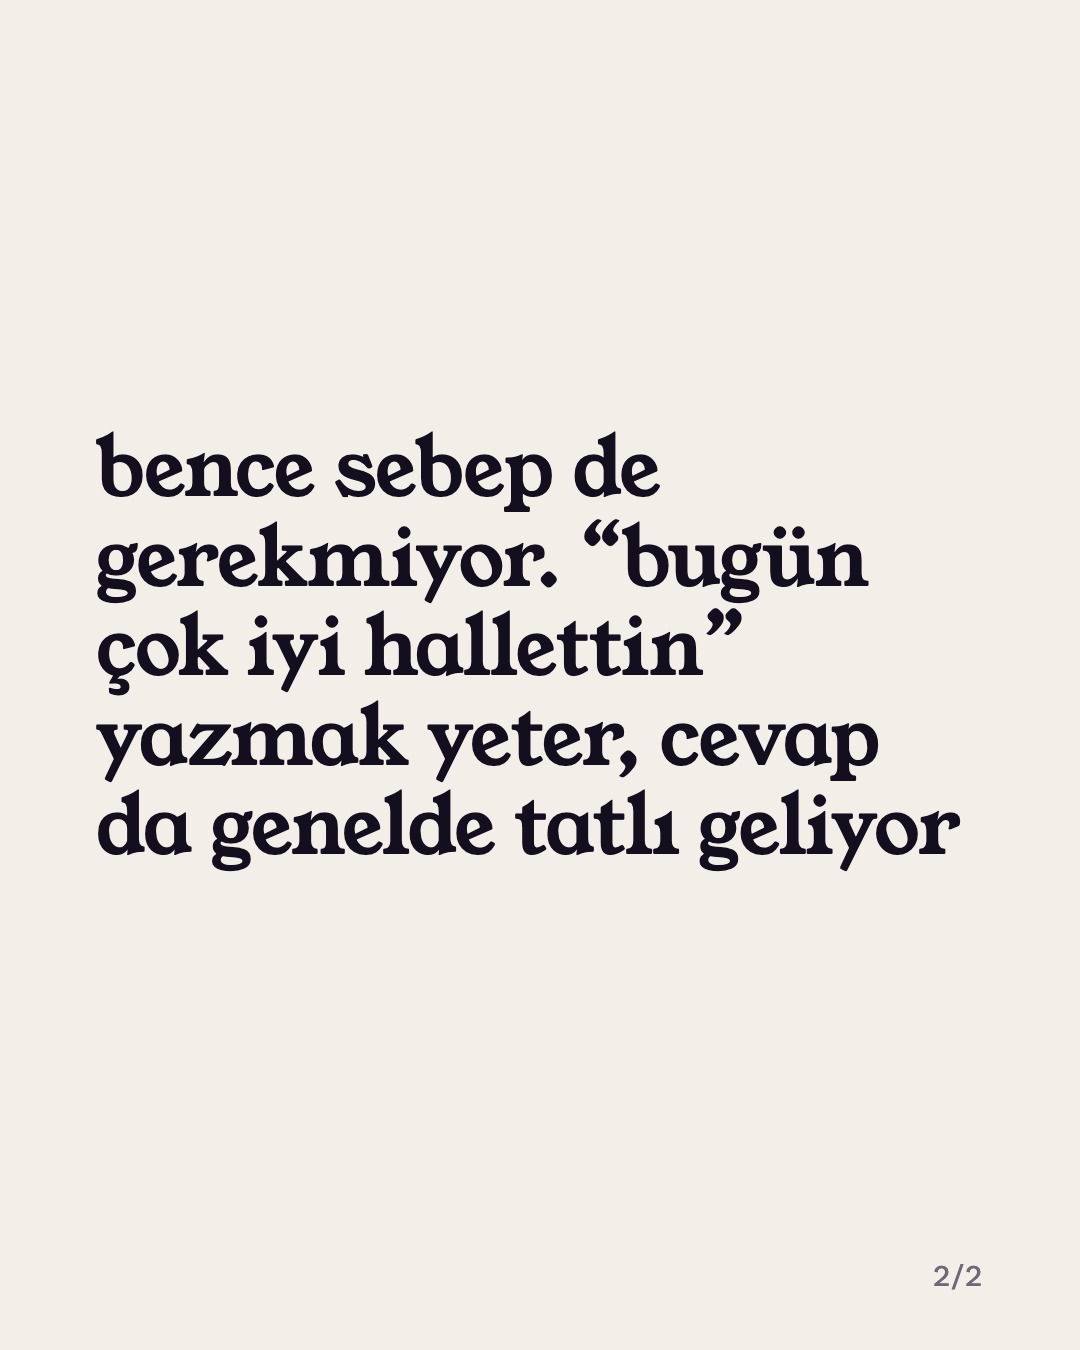 bence sebep de
gerekmiyor. “bugün
çok iyi hallettin”
yazmak yeter, cevap
da genelde tatlı geliyor
2/2